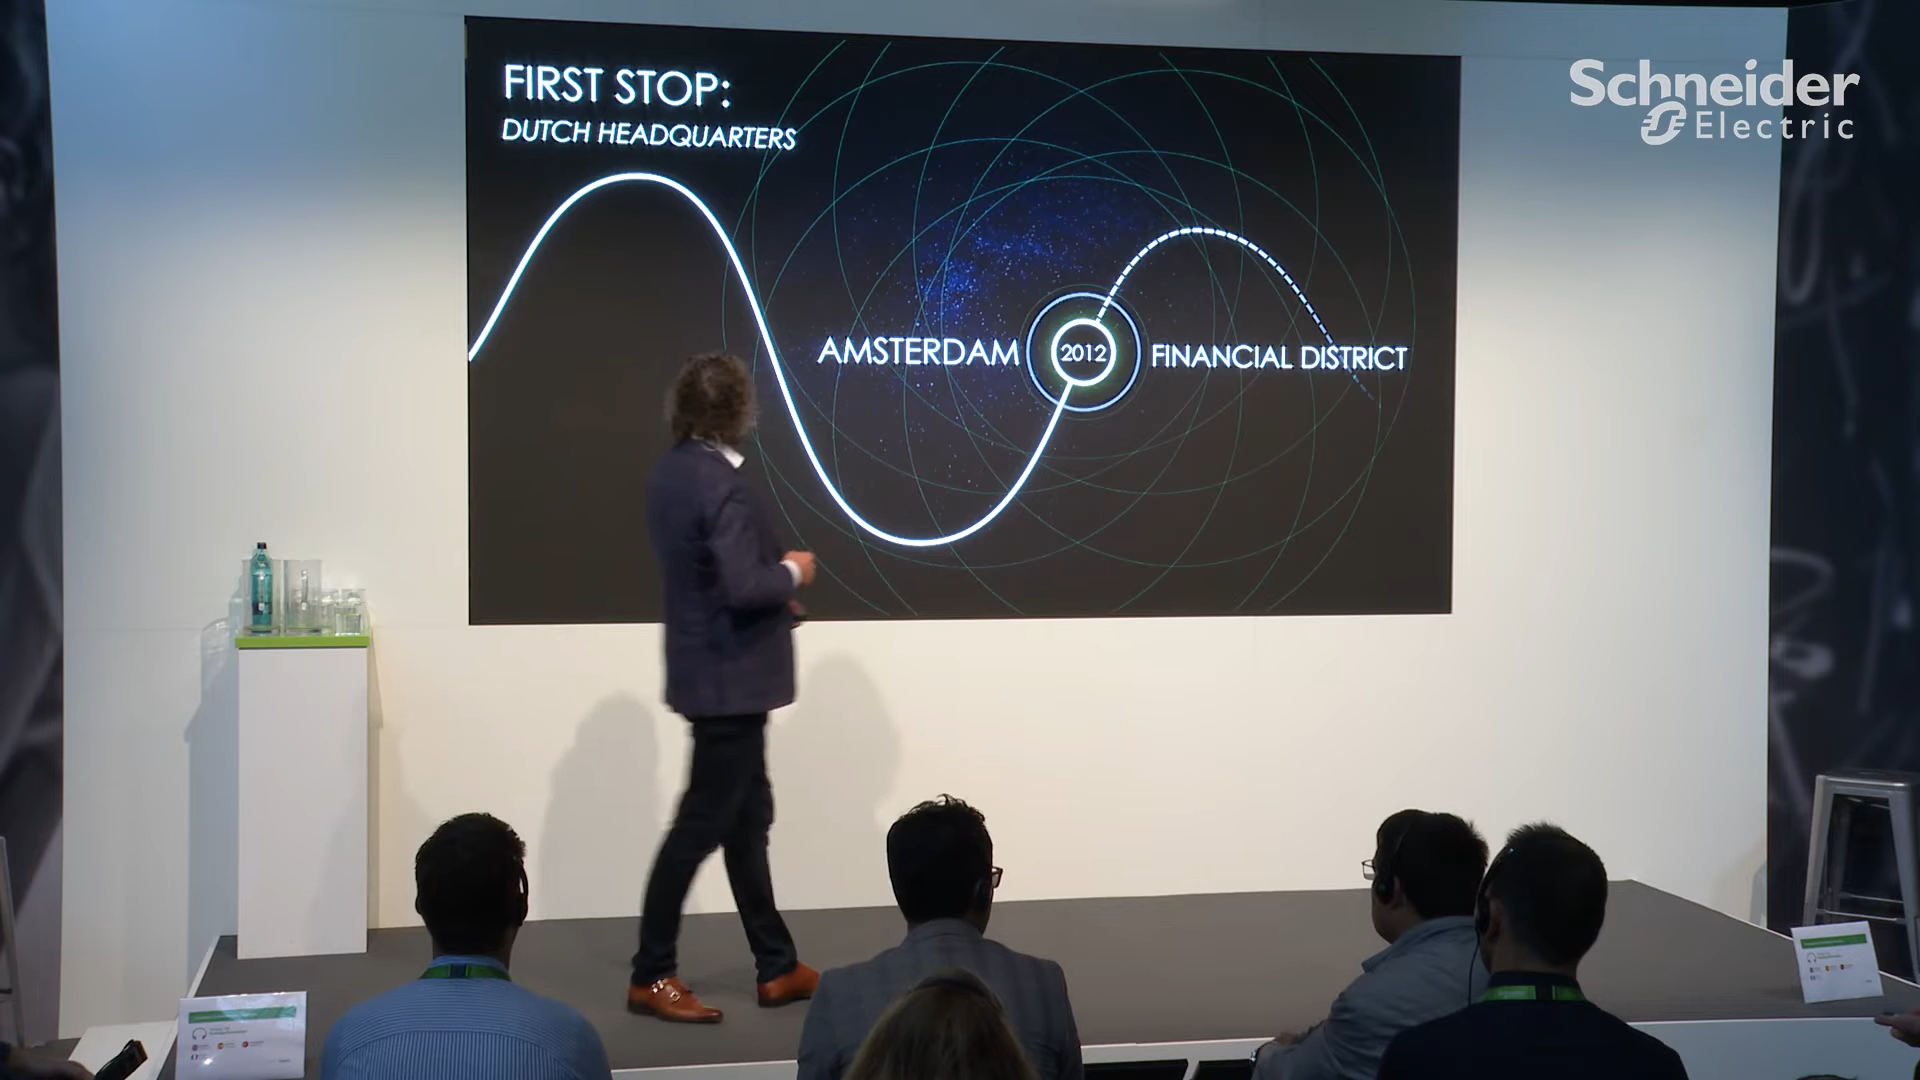 FIRST STOP:
DUTCH HEADQUARTERS
AMSTERDAM
2012
FINANCIAL DISTRICT
Schneider
Electric